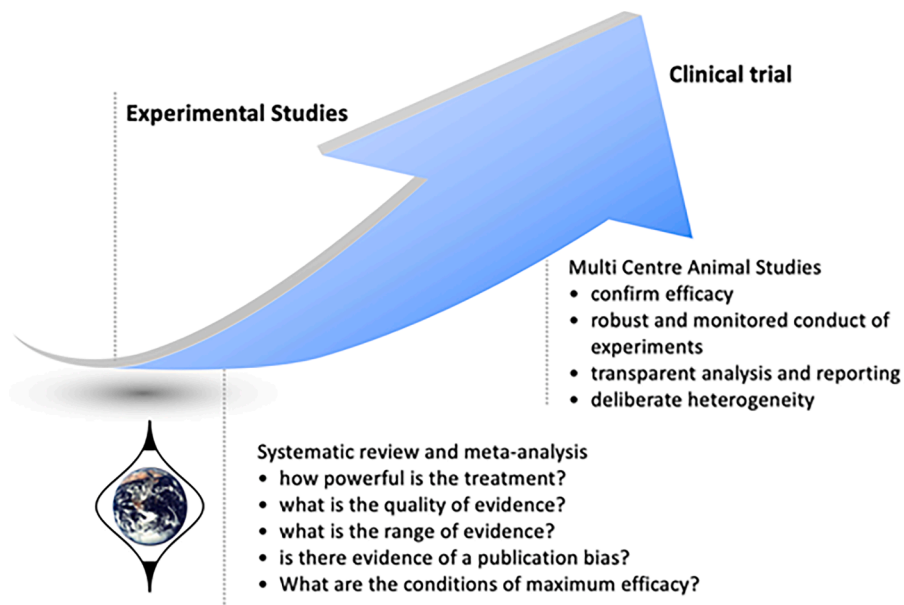 Experimental Studies
Clinical trial
Multi Centre Animal Studies
• confirm efficacy
• robust and monitored conduct of
experiments
• transparent analysis and reporting
• deliberate heterogeneity
Systematic review and meta-analysis
• how powerful is the treatment?
• what is the quality of evidence?
• what is the range of evidence?
• is there evidence of a publication bias?
• What are the conditions of maximum efficacy?